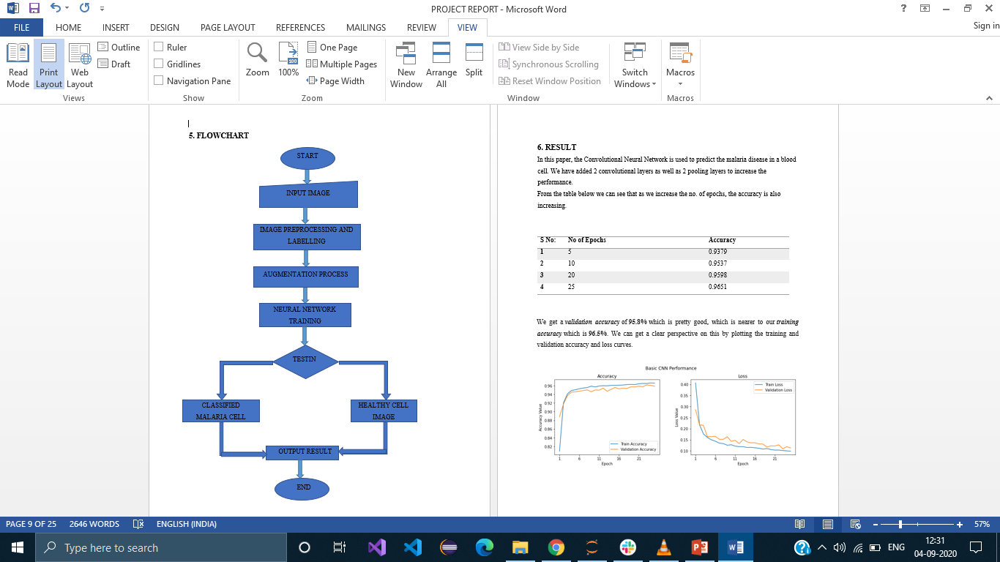 PROJECT REPORT - Microsoft Word
?
Sign in
FILE
HOME
INSERT
DESIGN
PAGE LAYOUT
REFERENCES
MAILINGS
REVIEW
VIEW
Read Mode
Print Layout
Web Layout
Outline
Draft
Views
Ruler
Gridlines
Navigation Pane
Show
Zoom
100
100%
One Page
Multiple Pages
Page Width
Zoom
New Window
Arrange All
Split
View Side by Side
Synchronous Scrolling
Reset Window Position
Window
Switch Windows
Macros
Macros
5. FLOWCHART
START
INPUT IMAGE
IMAGE PREPROCESSING AND
LABELLING
AUGMENTATION PROCESS
NEURAL NETWORK
TRAINING
TESTIN
CLASSIFIED
MALARIA CELL
HEALTHY CELL
IMAGE
OUTPUT RESULT
END
6. RESULT
In this paper, the Convolutional Neural Network is used to predict the malaria disease in a blood
cell. We have added 2 convolutional layers as well as 2 pooling layers to increase the
performance.
From the table below we can see that as we increase the no. of epochs, the accuracy is also
increasing.
S No: No of Epochs Accuracy
1 5 0.9379
2 10 0.9537
3 20 0.9598
4 25 0.9651
We get a validation accuracy of 95.8% which is pretty good, which is nearer to our training
accuracy which is 96.5%. We can get a clear perspective on this by plotting the training and
validation accuracy and loss curves.
Basic CNN Performance
Accuracy
Accuracy Value
0.96
0.94
0.92
0.90
0.88
0.86
0.84
0.82
Train Accuracy
Validation Accuracy
1 6 11 16 21
Epoch
Loss
Loss Value
0.40
0.35
0.30
0.25
0.20
0.15
0.10
Train Loss
Validation Loss
1 6 11 16 21
Epoch
PAGE 9 OF 25
2646 WORDS
ENGLISH (INDIA)
57%
Type here to search
ENG
12:31
04-09-2020